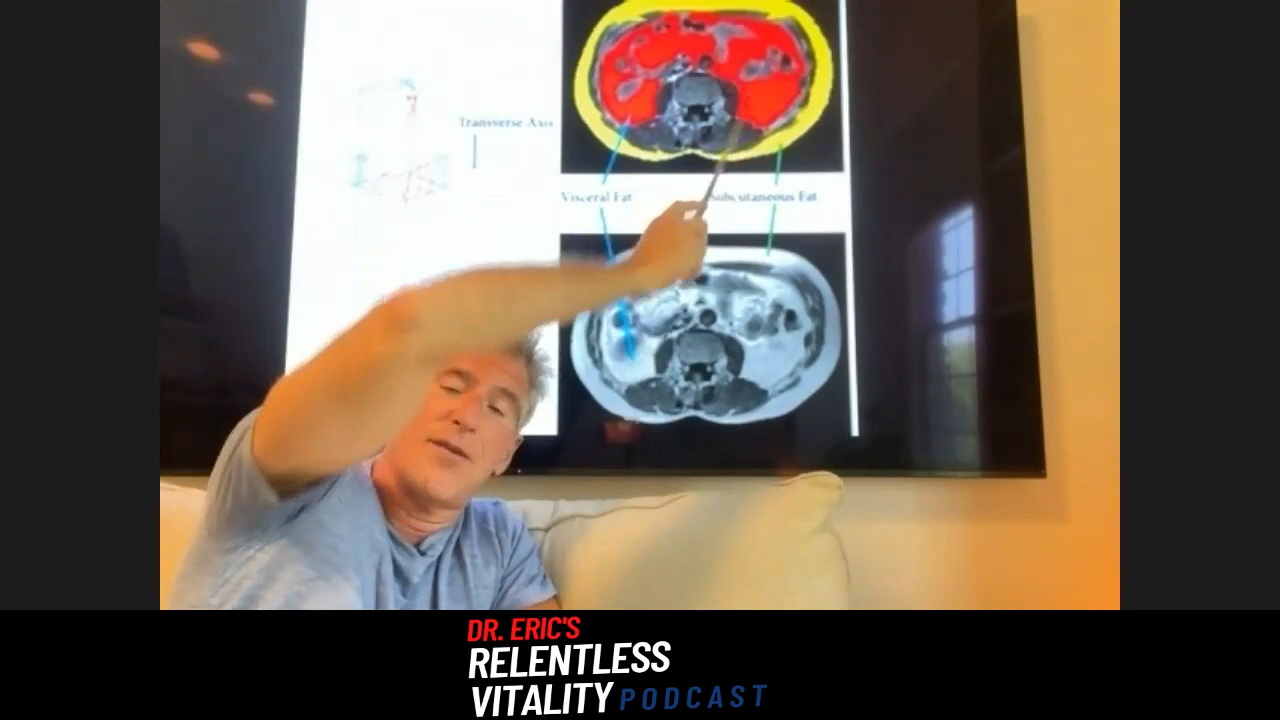 Transverse Axis
Visceral Fat
Subcutaneous Fat
DR. ERIC'S
RELENTLESS
VITALITY PODCAST